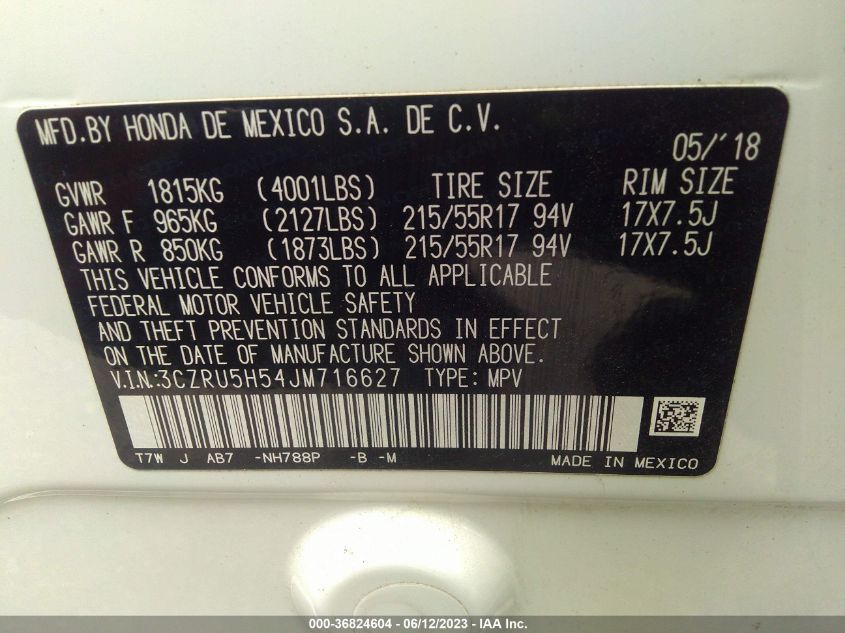 MFD.BY HONDA DE MEXICO S.A. DE C.V.
05/'18
GVWR 1815KG (4001LBS) TIRE SIZE RIM SIZE
GAWR F 965KG (2127LBS) 215/55R17 94V 17X7.5J
GAWR R 850KG (1873LBS) 215/55R17 94V 17X7.5J
THIS VEHICLE CONFORMS TO ALL APPLICABLE
FEDERAL MOTOR VEHICLE SAFETY
AND THEFT PREVENTION STANDARDS IN EFFECT
ON THE DATE OF MANUFACTURE SHOWN ABOVE.
V.I.N.:3CZRU5H54JM716627 TYPE: MPV
T7W J AB7 -NH788P -B -M
MADE IN MEXICO
000-36824604 - 06/12/2023 - IAA Inc.